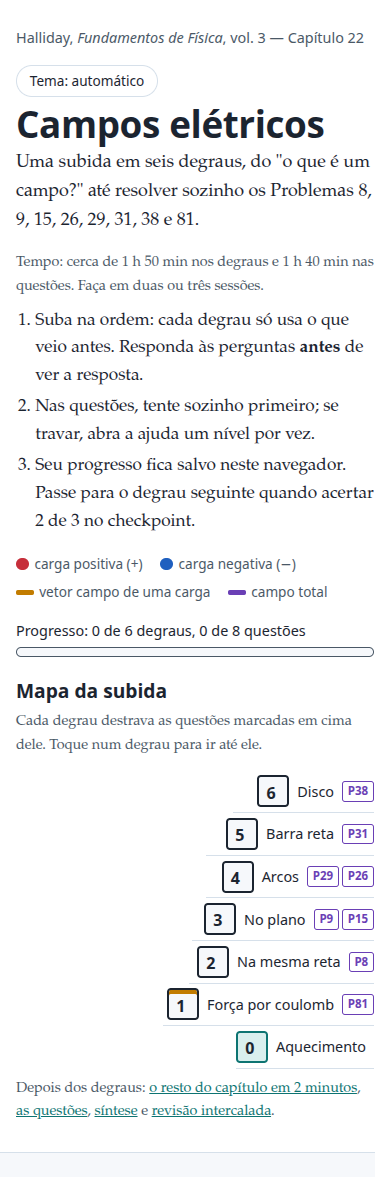 Halliday, Fundamentos de Física, vol. 3 — Capítulo 22
Tema: automático
Campos elétricos
Uma subida em seis degraus, do "o que é um
campo?" até resolver sozinho os Problemas 8,
9, 15, 26, 29, 31, 38 e 81.
Tempo: cerca de 1 h 50 min nos degraus e 1 h 40 min nas
questões. Faça em duas ou três sessões.
1. Suba na ordem: cada degrau só usa o que
veio antes. Responda às perguntas antes de
ver a resposta.
2. Nas questões, tente sozinho primeiro; se
travar, abra a ajuda um nível por vez.
3. Seu progresso fica salvo neste navegador.
Passe para o degrau seguinte quando acertar
2 de 3 no checkpoint.
carga positiva (+) carga negativa (−)
vetor campo de uma carga campo total
Progresso: 0 de 6 degraus, 0 de 8 questões
Mapa da subida
Cada degrau destrava as questões marcadas em cima
dele. Toque num degrau para ir até ele.
6 Disco P38
5 Barra reta P31
4 Arcos P29 P26
3 No plano P9 P15
2 Na mesma reta P8
1 Força por coulomb P81
0 Aquecimento
Depois dos degraus: o resto do capítulo em 2 minutos,
as questões, síntese e revisão intercalada.